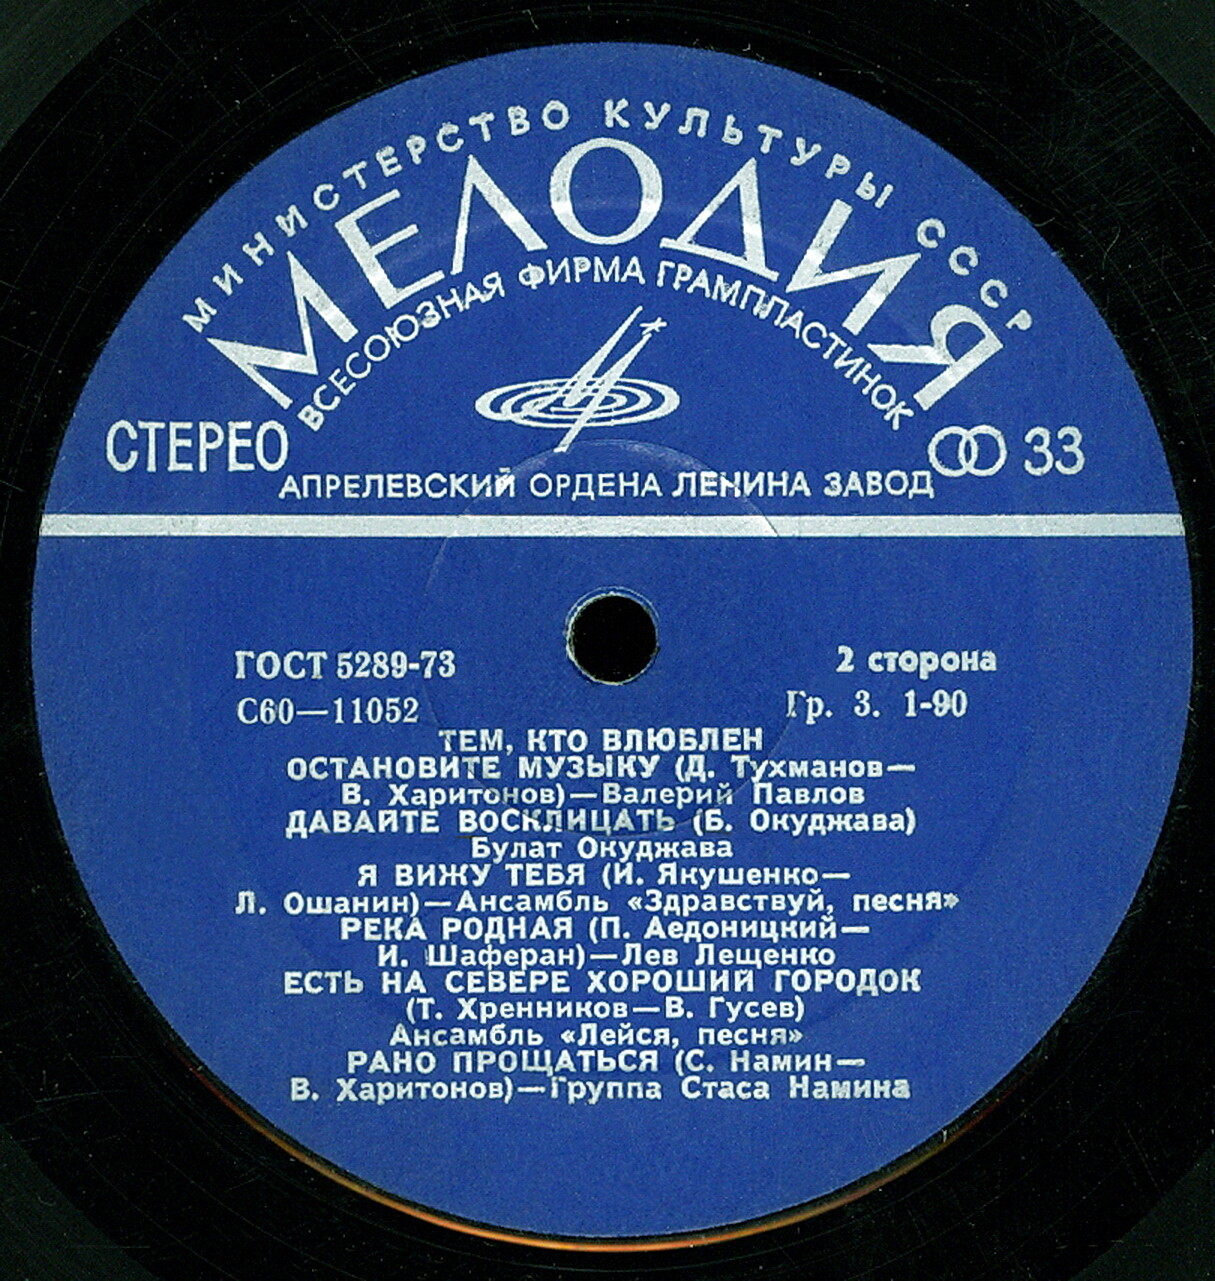 МИНИСТЕРСТВО КУЛЬТУРЫ СССР
МЕЛОДИЯ
ВСЕСОЮЗНАЯ ФИРМА ГРАМПЛАСТИНОК
СТЕРЕО
33
АПРЕЛЕВСКИЙ ОРДЕНА ЛЕНИНА ЗАВОД
ГОСТ 5289-73
2 сторона
С60—11052
Гр. 3. 1-90
ТЕМ, КТО ВЛЮБЛЕН
ОСТАНОВИТЕ МУЗЫКУ (Д. Тухманов—
В. Харитонов)—Валерий Павлов
ДАВАЙТЕ ВОСКЛИЦАТЬ (Б. Окуджава)
Булат Окуджава
Я ВИЖУ ТЕБЯ (И. Якушенко—
Л. Ошанин)—Ансамбль «Здравствуй, песня»
РЕКА РОДНАЯ (П. Аедоницкий—
И. Шаферан)—Лев Лещенко
ЕСТЬ НА СЕВЕРЕ ХОРОШИЙ ГОРОДОК
(Т. Хренников—В. Гусев)
Ансамбль «Лейся, песня»
РАНО ПРОЩАТЬСЯ (С. Намин—
В. Харитонов)—Группа Стаса Намина